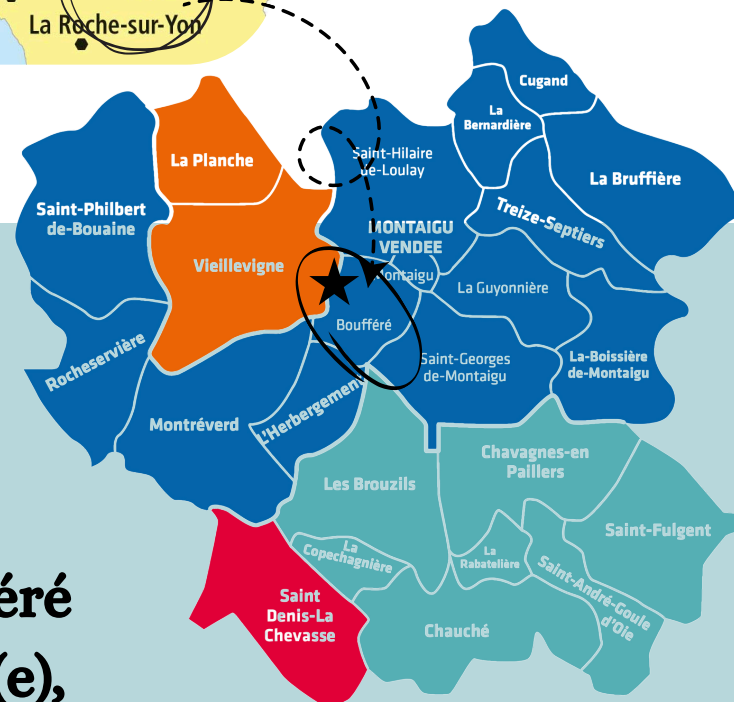 La Roche-sur-Yon
Cugand
La
Bernardière
La Planche
Saint-Hilaire
de-Loulay
La Bruffière
Saint-Philbert
de-Bouaine
Treize-Septiers
MONTAIGU
VENDEE
Vieillevigne
Montaigu
La Guyonnière
Boufféré
Rocheservière
Saint-Georges
de-Montaigu
La-Boissière
de-Montaigu
L'Herbergement
Montréverd
Chavagnes-en
Paillers
Les Brouzils
Saint-Fulgent
La
Copechagnière
La
Rabatelière
Saint-André-Goule
d'Oie
Saint
Denis-La
Chevasse
Chauché
éré
(e),